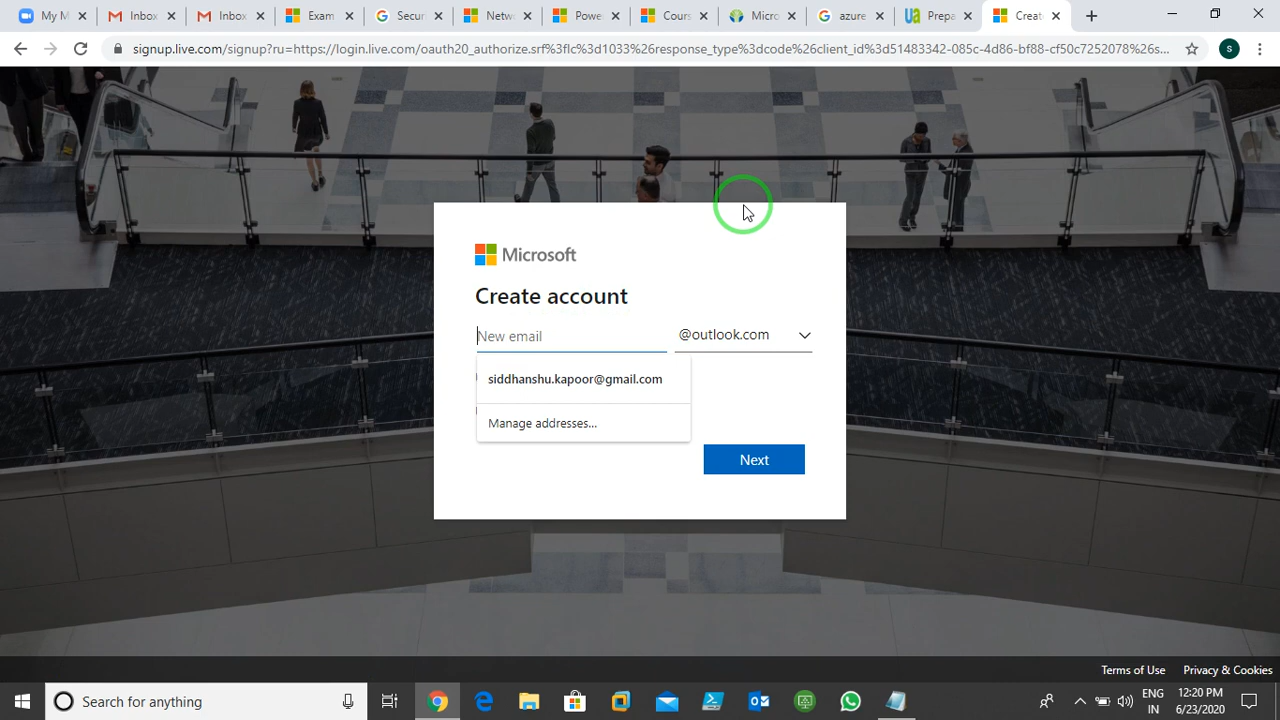 My M
Inbox
Inbox
Exam
Secur
Netw
Powe
Cours
Micro
azure
Prepa
Creat
signup.live.com/signup?ru=https://login.live.com/oauth20_authorize.srf%3flc%3d1033%26response_type%3dcode%26client_id%3d51483342-085c-4d86-bf88-cf50c7252078%26s...
S
Microsoft
Create account
New email
@outlook.com
siddhanshu.kapoor@gmail.com
Manage addresses...
Next
Terms of Use
Privacy & Cookies
Search for anything
ENG
IN
12:20 PM
6/23/2020